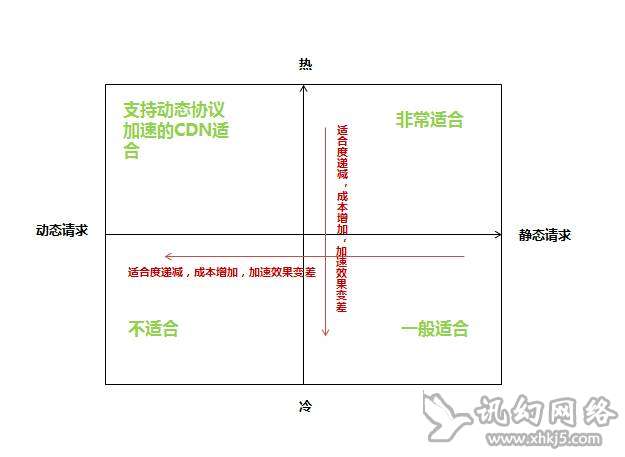 热
支持动态协议
加速的CDN适
合
非常适合
适合度递减，成本增加，加速效果变差
动态请求
静态请求
适合度递减，成本增加，加速效果变差
不适合
一般适合
冷
讯幻网络
www.xhkj5.com